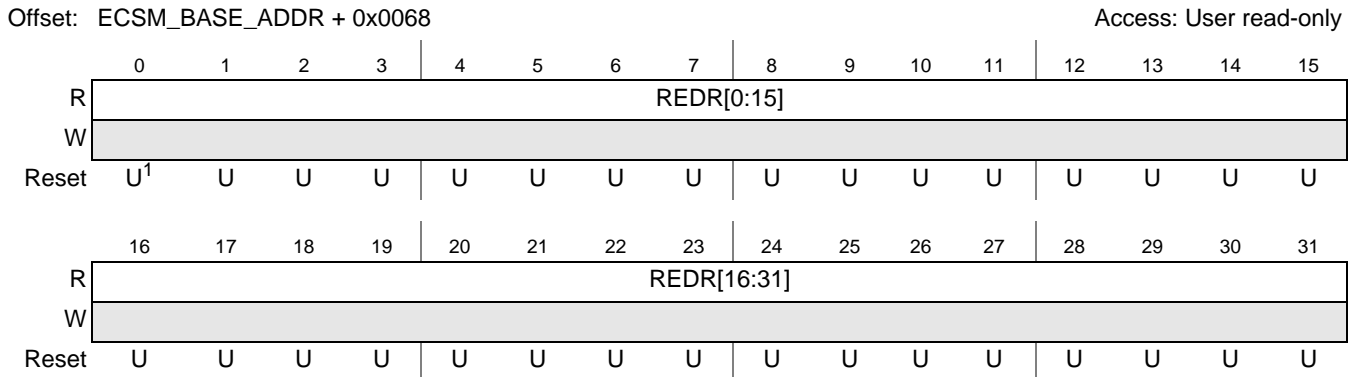 Offset: ECSM_BASE_ADDR + 0x0068 Access: User read-only
0 1 2 3 4 5 6 7 8 9 10 11 12 13 14 15
R REDR[0:15]
W
Reset U1 U U U U U U U U U U U U U U U
16 17 18 19 20 21 22 23 24 25 26 27 28 29 30 31
R REDR[16:31]
W
Reset U U U U U U U U U U U U U U U U